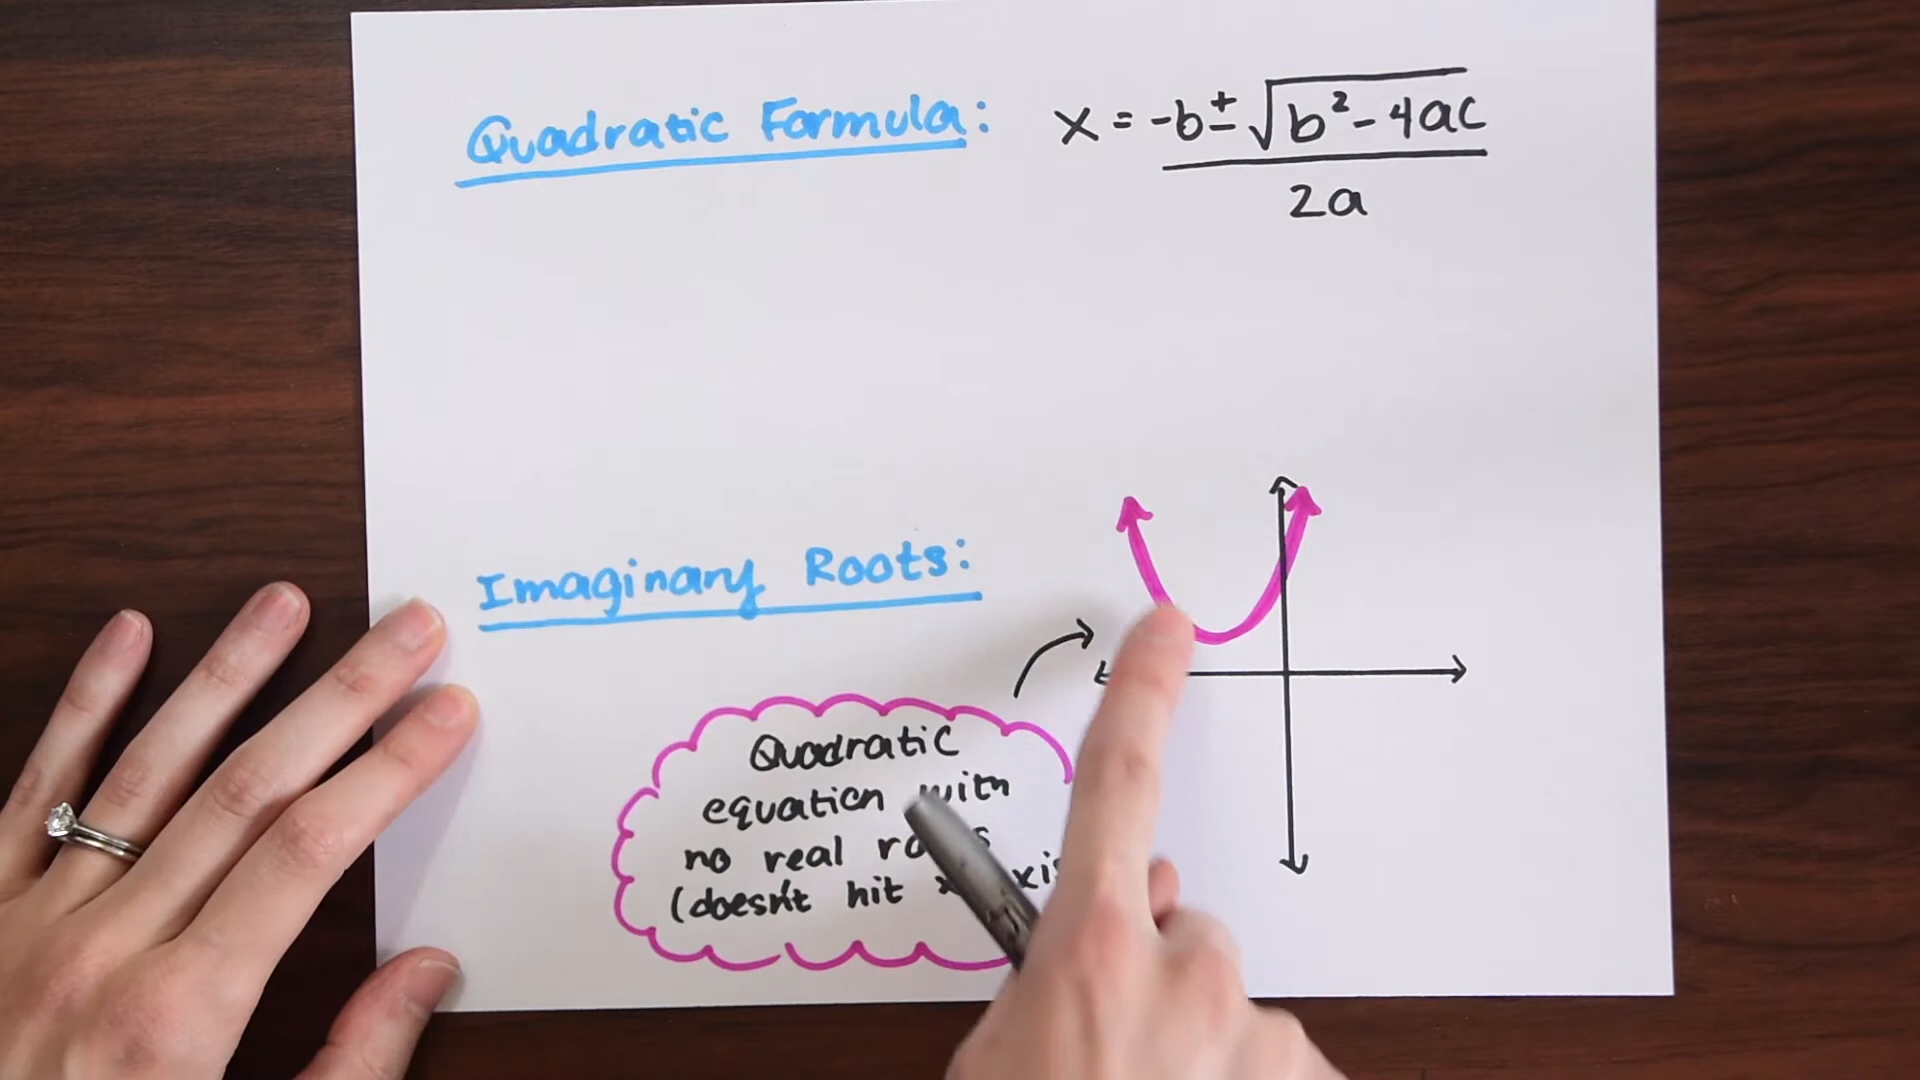 Quadratic Formula: x = -b ± √b² - 4ac
2a
Imaginary Roots:
Quadratic
equation with
no real
(doesn't hit